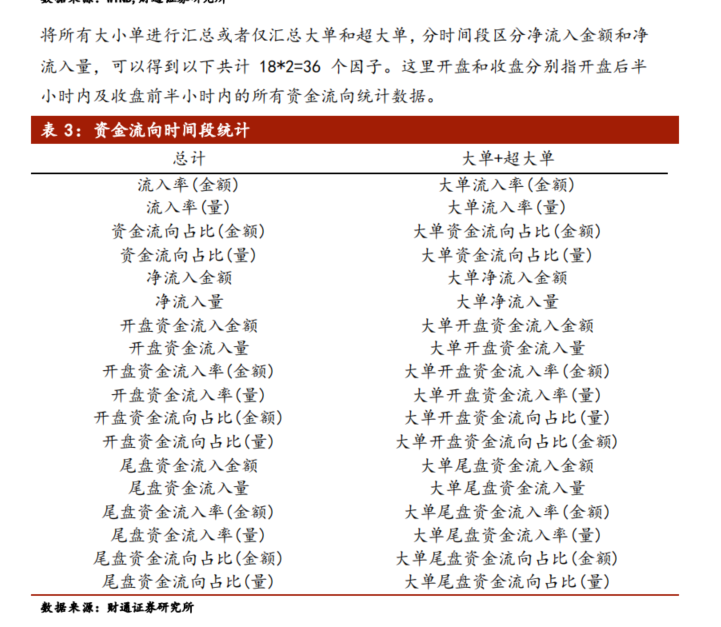 数据来源：wind，财通证券研究所
将所有大小单进行汇总或者仅汇总大单和超大单，分时间段区分净流入金额和净
流入量，可以得到以下共计 18*2=36 个因子。这里开盘和收盘分别指开盘后半
小时内及收盘前半小时内的所有资金流向统计数据。
表 3：资金流向时间段统计
总计 大单+超大单
流入率(金额) 大单流入率(金额)
流入率(量) 大单流入率(量)
资金流向占比(金额) 大单资金流向占比(金额)
资金流向占比(量) 大单资金流向占比(量)
净流入金额 大单净流入金额
净流入量 大单净流入量
开盘资金流入金额 大单开盘资金流入金额
开盘资金流入量 大单开盘资金流入量
开盘资金流入率(金额) 大单开盘资金流入率(金额)
开盘资金流入率(量) 大单开盘资金流入率(量)
开盘资金流向占比(金额) 大单开盘资金流向占比(量)
开盘资金流向占比(量) 大单开盘资金流向占比(金额)
尾盘资金流入金额 大单尾盘资金流入金额
尾盘资金流入量 大单尾盘资金流入量
尾盘资金流入率(金额) 大单尾盘资金流入率(金额)
尾盘资金流入率(量) 大单尾盘资金流入率(量)
尾盘资金流向占比(金额) 大单尾盘资金流向占比(金额)
尾盘资金流向占比(量) 大单尾盘资金流向占比(量)
数据来源：财通证券研究所